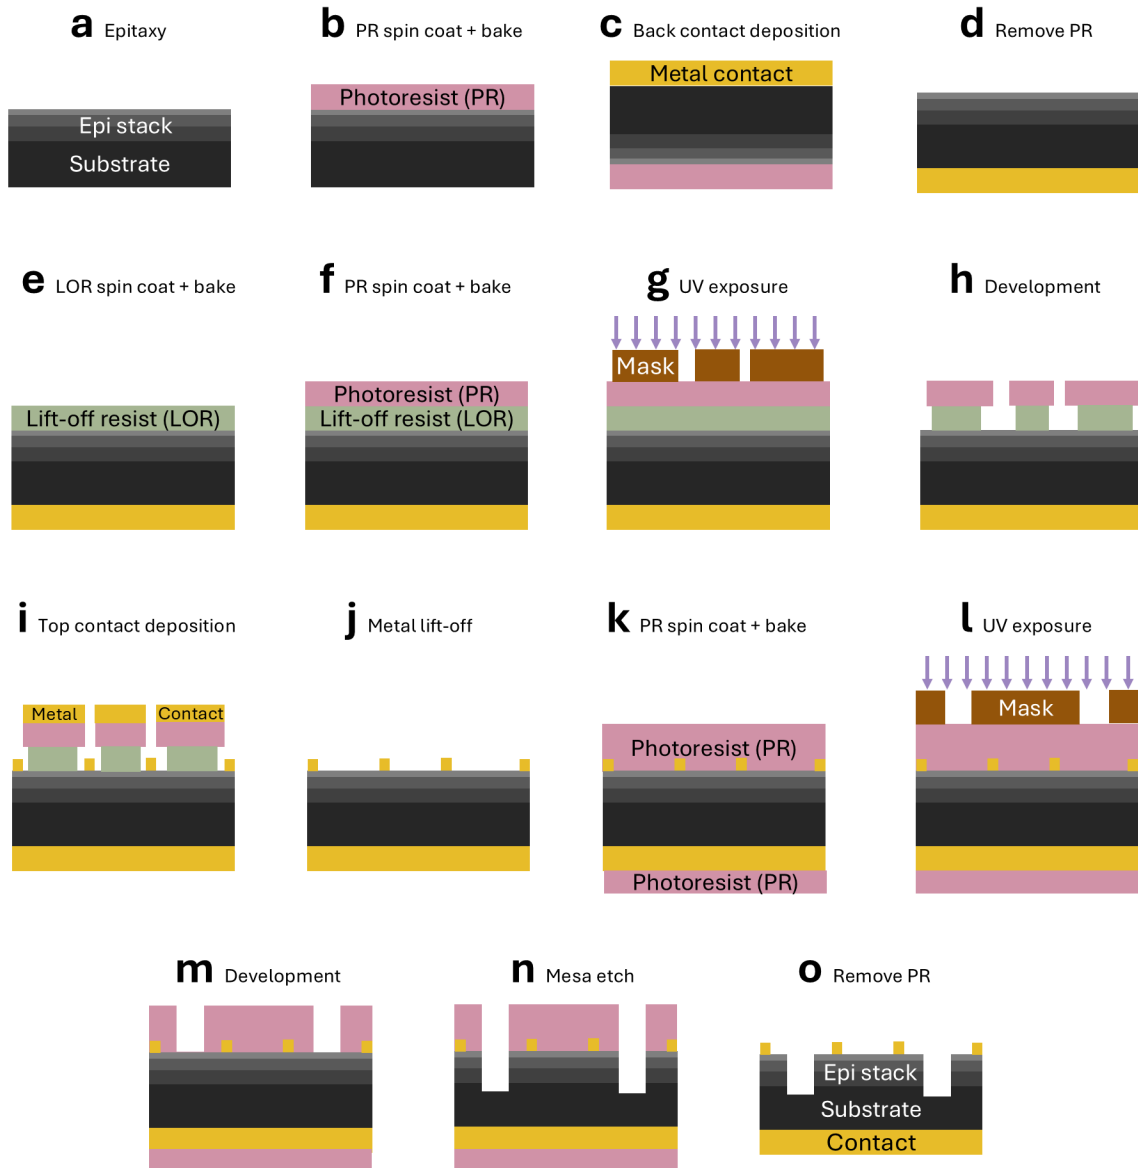 a Epitaxy
b PR spin coat + bake
c Back contact deposition
d Remove PR
Epi stack
Substrate
Photoresist (PR)
Metal contact
e LOR spin coat + bake
f PR spin coat + bake
g UV exposure
h Development
Lift-off resist (LOR)
Photoresist (PR)
Lift-off resist (LOR)
Mask
i Top contact deposition
j Metal lift-off
k PR spin coat + bake
l UV exposure
Metal
Contact
Photoresist (PR)
Photoresist (PR)
Mask
m Development
n Mesa etch
o Remove PR
Epi stack
Substrate
Contact